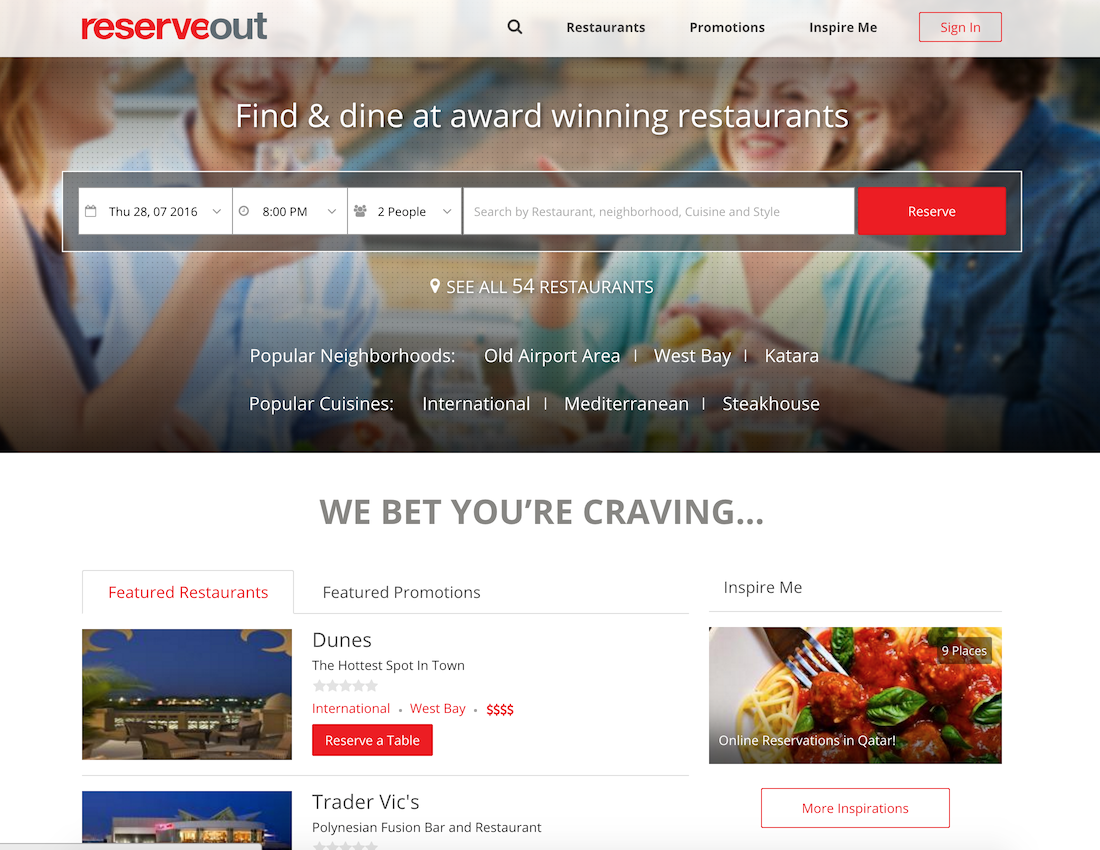 reserveout
Restaurants Promotions Inspire Me Sign In
Find & dine at award winning restaurants
Thu 28, 07 2016 8:00 PM 2 People Search by Restaurant, neighborhood, Cuisine and Style Reserve
SEE ALL 54 RESTAURANTS
Popular Neighborhoods: Old Airport Area | West Bay | Katara
Popular Cuisines: International | Mediterranean | Steakhouse
WE BET YOU’RE CRAVING...
Featured Restaurants Featured Promotions
Dunes
The Hottest Spot In Town
International • West Bay • $$$$
Reserve a Table
Trader Vic's
Polynesian Fusion Bar and Restaurant
Inspire Me
9 Places
Online Reservations in Qatar!
More Inspirations